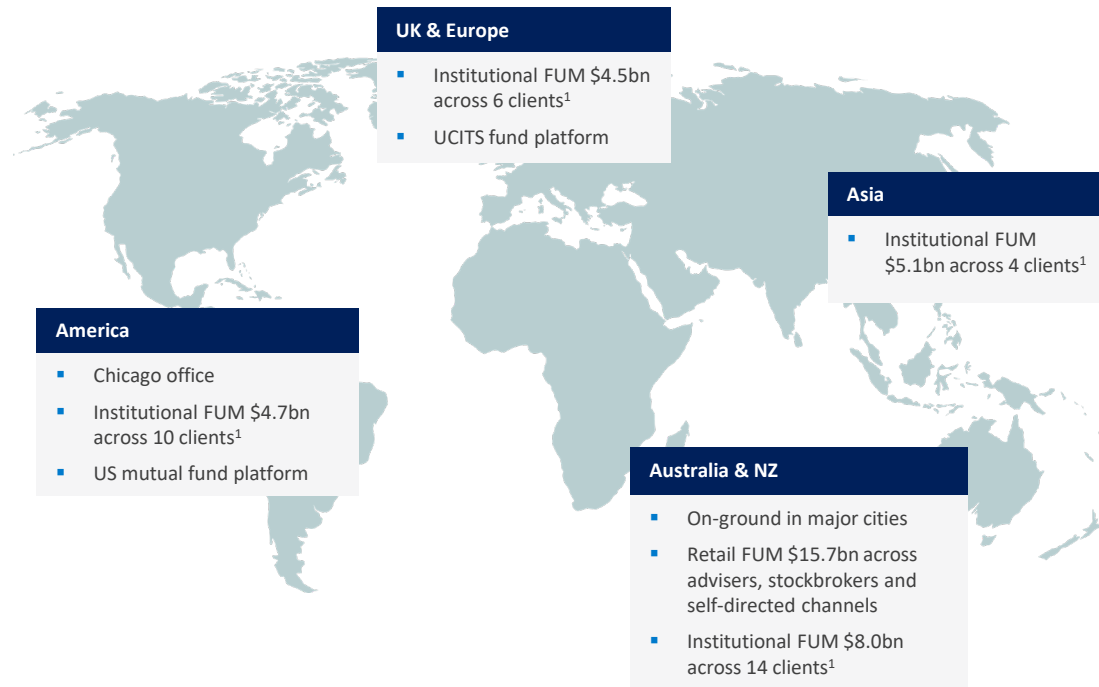 UK & Europe
▪ Institutional FUM $4.5bn
across 6 clients¹
▪ UCITS fund platform
Asia
▪ Institutional FUM
$5.1bn across 4 clients¹
America
▪ Chicago office
▪ Institutional FUM $4.7bn
across 10 clients¹
▪ US mutual fund platform
Australia & NZ
▪ On-ground in major cities
▪ Retail FUM $15.7bn across
advisers, stockbrokers and
self-directed channels
▪ Institutional FUM $8.0bn
across 14 clients¹